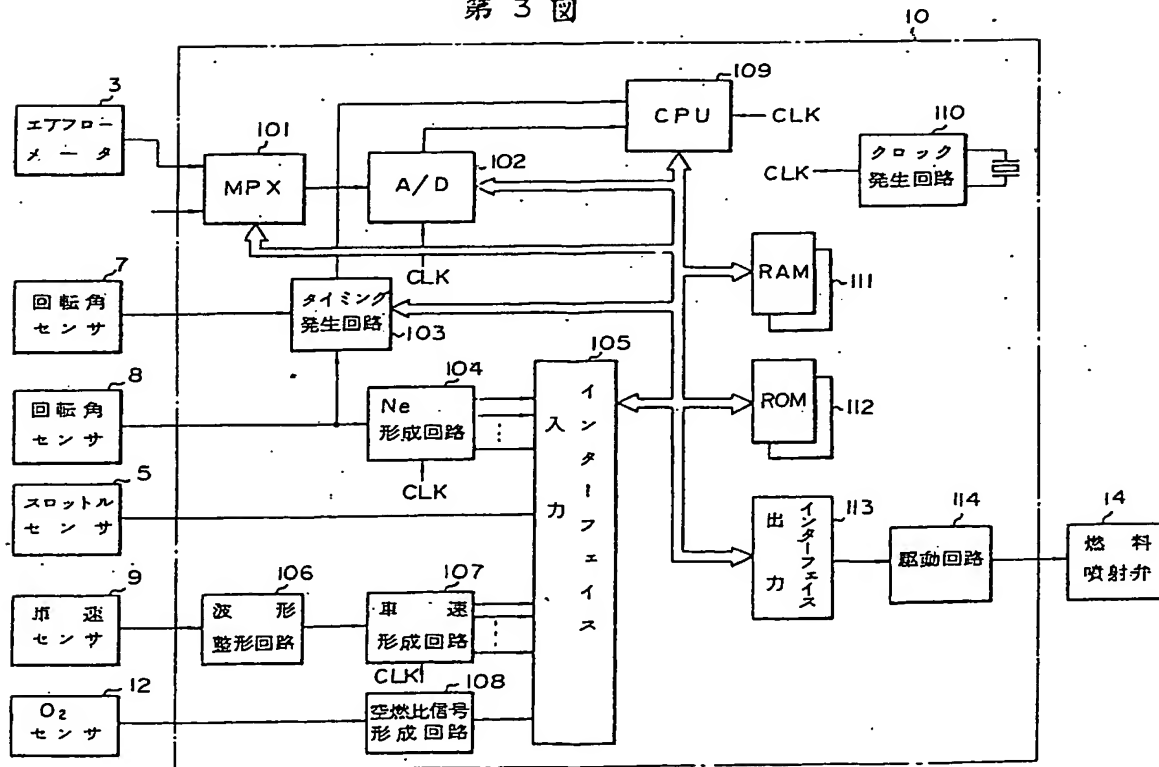 第3図
10
3
エアフロー
メータ
101
MPX
102
A/D
CLK
109
CPU
CLK
110
クロック
発生回路
CLK
7
回転角
センサ
タイミング
発生回路
103
RAM
111
8
回転角
センサ
104
Ne
形成回路
CLK
105
入力
インターフェイス
ROM
112
5
スロットル
センサ
9
車速
センサ
106
波形
整形回路
107
車速
形成回路
CLK
113
出力
インターフェイス
114
駆動回路
14
燃料
噴射弁
12
O2
センサ
108
空燃比信号
形成回路